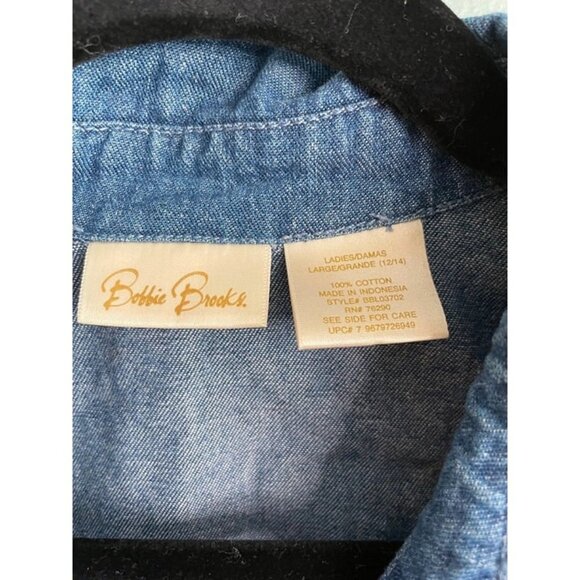 Bobbie Brooks.
LADIES/DAMAS
LARGE/GRANDE (12/14)
100% COTTON
MADE IN INDONESIA
STYLE# BBL03702
RN# 76290
SEE SIDE FOR CARE
UPC# 7 9679726949